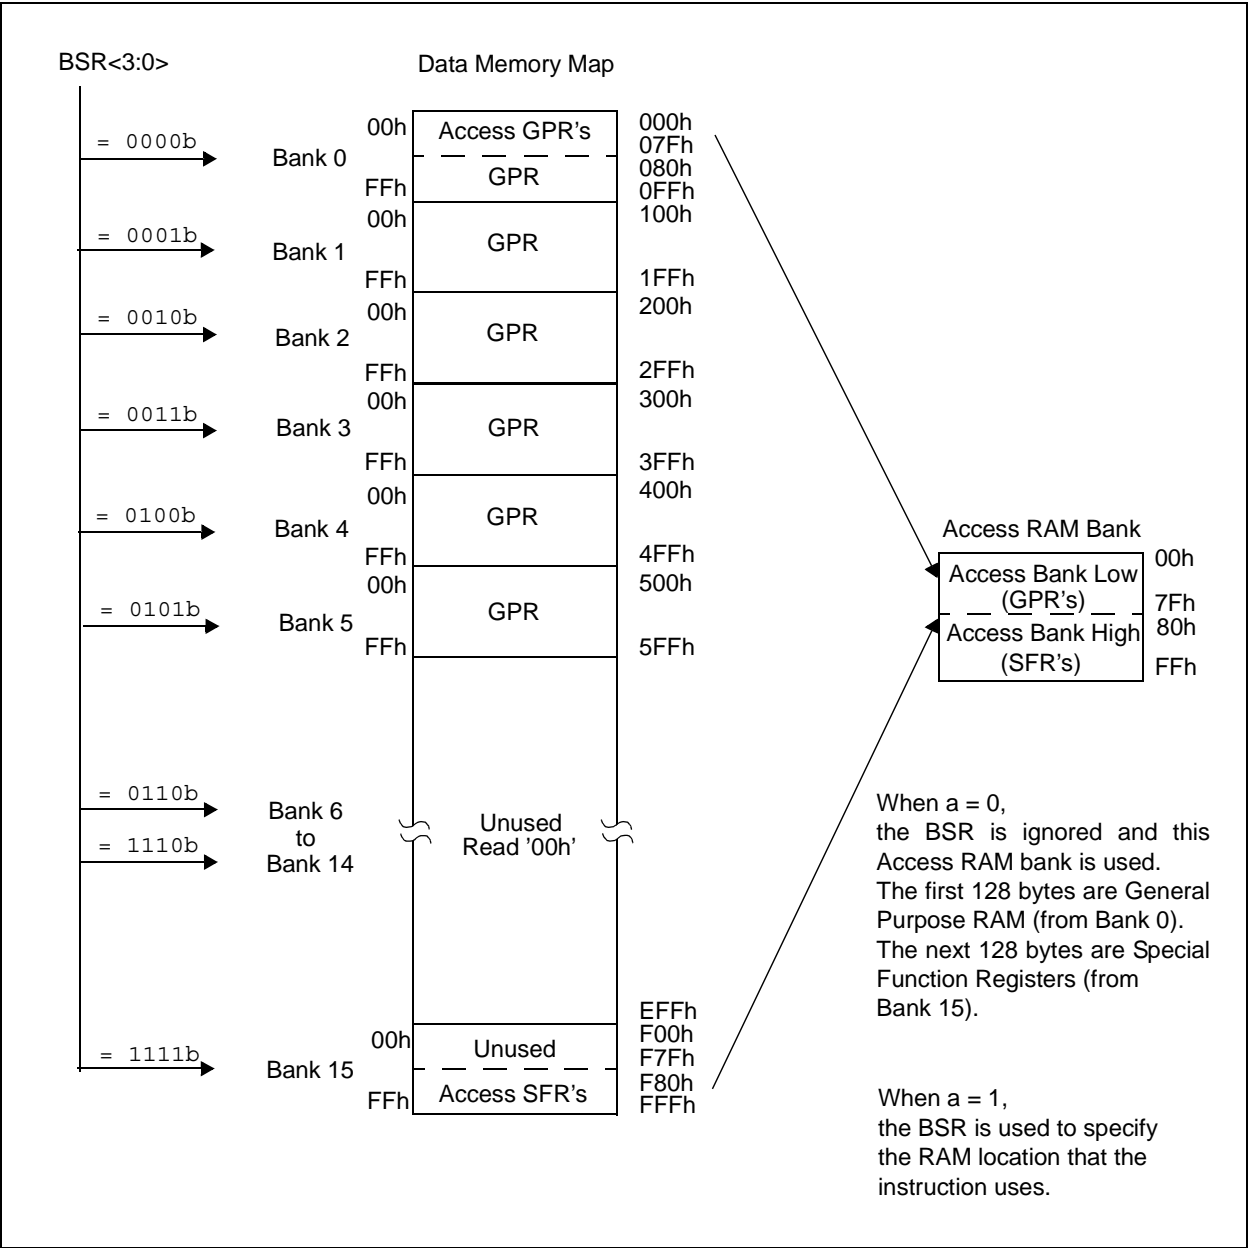 BSR<3:0>
Data Memory Map
= 0000b
Bank 0
00h
Access GPR's
000h
07Fh
FFh
GPR
080h
0FFh
= 0001b
Bank 1
00h
GPR
100h
FFh
1FFh
= 0010b
Bank 2
00h
GPR
200h
FFh
2FFh
= 0011b
Bank 3
00h
GPR
300h
FFh
3FFh
= 0100b
Bank 4
00h
GPR
400h
FFh
4FFh
= 0101b
Bank 5
00h
GPR
500h
FFh
5FFh
= 0110b
= 1110b
Bank 6
to
Bank 14
Unused
Read '00h'
EFFh
= 1111b
Bank 15
00h
Unused
F00h
F7Fh
FFh
Access SFR's
F80h
FFFh
Access RAM Bank
Access Bank Low
(GPR's)
00h
7Fh
Access Bank High
(SFR's)
80h
FFh
When a = 0,
the BSR is ignored and this
Access RAM bank is used.
The first 128 bytes are General
Purpose RAM (from Bank 0).
The next 128 bytes are Special
Function Registers (from
Bank 15).
When a = 1,
the BSR is used to specify
the RAM location that the
instruction uses.